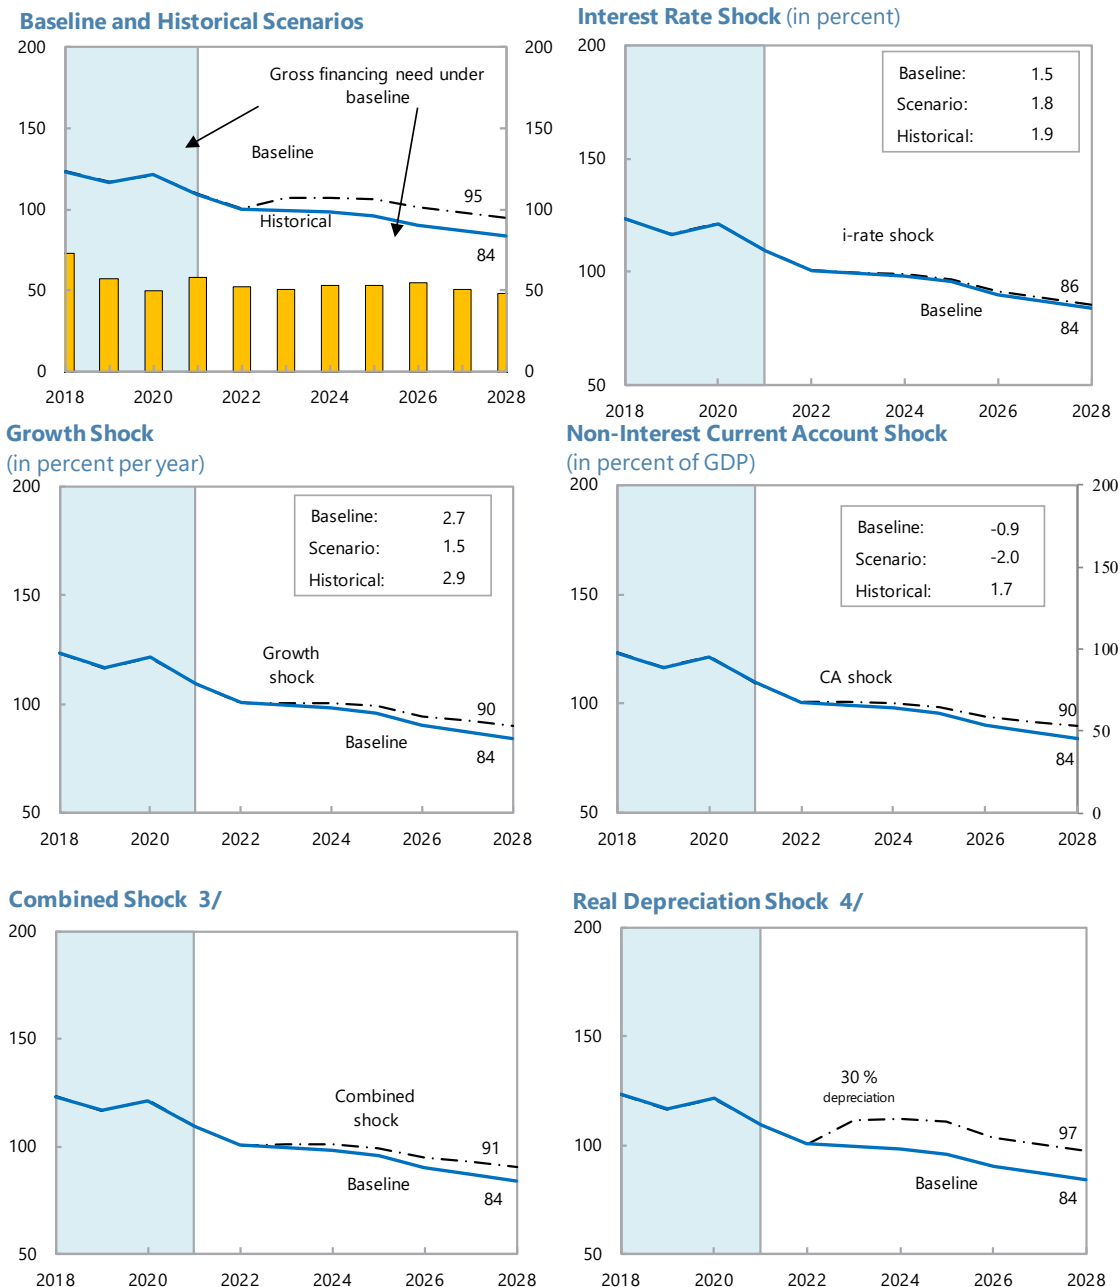 Baseline and Historical Scenarios
200
150
100
50
0
200
150
100
50
0
Gross financing need under
baseline
Baseline
Historical
95
84
2018 2020 2022 2024 2026 2028
Interest Rate Shock (in percent)
200
150
100
50
Baseline: 1.5
Scenario: 1.8
Historical: 1.9
i-rate shock
Baseline
86
84
2018 2020 2022 2024 2026 2028
Growth Shock
(in percent per year)
200
150
100
50
Baseline: 2.7
Scenario: 1.5
Historical: 2.9
Growth
shock
Baseline
90
84
2018 2020 2022 2024 2026 2028
Non-Interest Current Account Shock
(in percent of GDP)
200
150
100
50
200
150
100
50
0
Baseline: -0.9
Scenario: -2.0
Historical: 1.7
CA shock
90
84
2018 2020 2022 2024 2026 2028
Combined Shock 3/
200
150
100
50
Combined
shock
Baseline
91
84
2018 2020 2022 2024 2026 2028
Real Depreciation Shock 4/
200
150
100
50
30 %
depreciation
Baseline
97
84
2018 2020 2022 2024 2026 2028